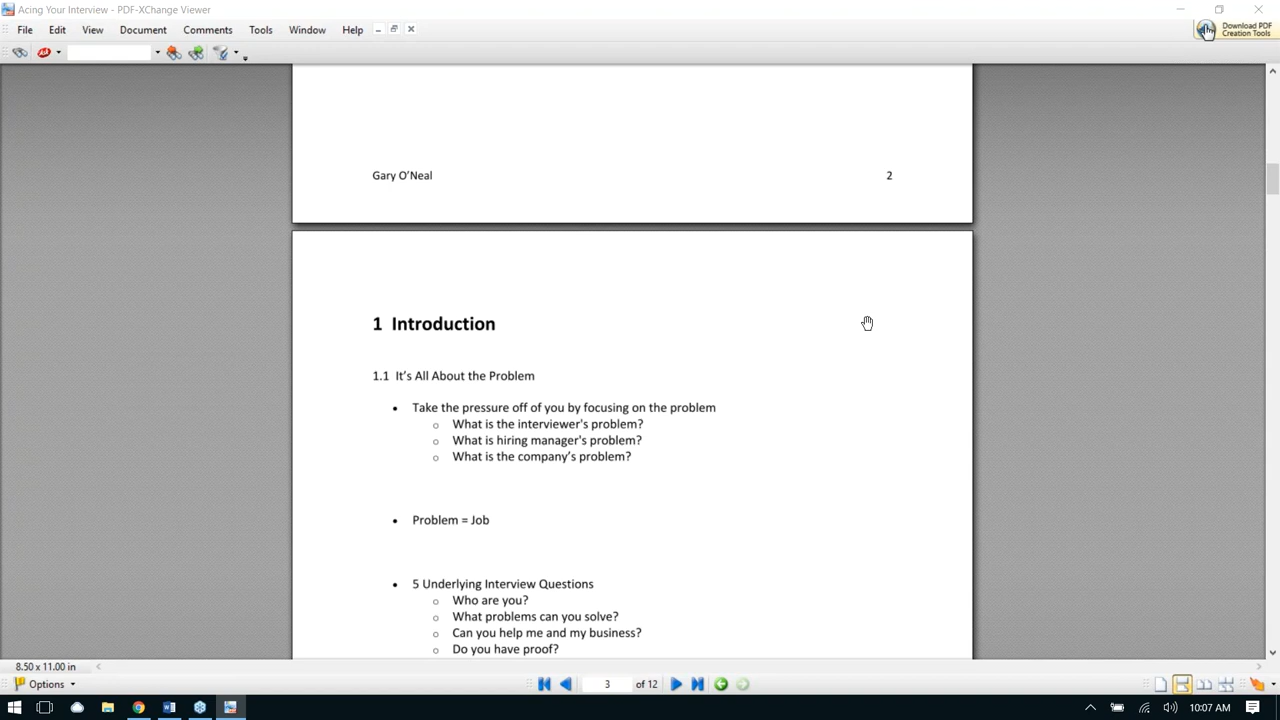 Acing Your Interview - PDF-XChange Viewer
File Edit View Document Comments Tools Window Help
Download PDF
Creation Tools
Gary O'Neal 2
1 Introduction
1.1 It's All About the Problem
• Take the pressure off of you by focusing on the problem
o What is the interviewer's problem?
o What is hiring manager's problem?
o What is the company's problem?
• Problem = Job
• 5 Underlying Interview Questions
o Who are you?
o What problems can you solve?
o Can you help me and my business?
o Do you have proof?
8.50 x 11.00 in
Options 3 of 12
10:07 AM